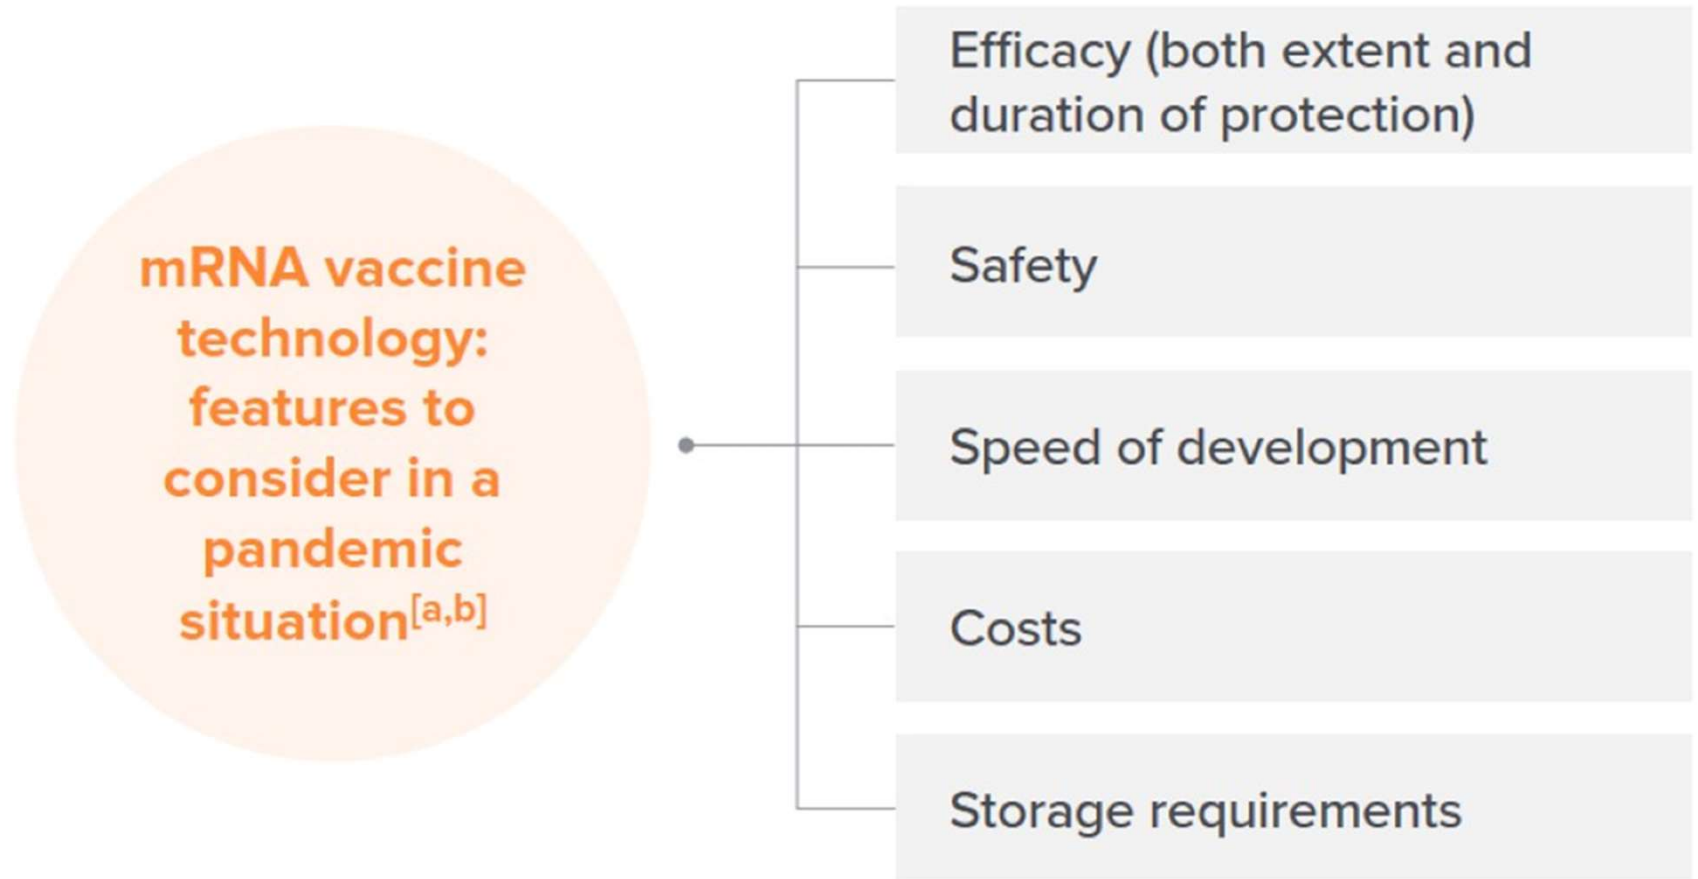 mRNA vaccine
technology:
features to
consider in a
pandemic
situation[a,b]
Efficacy (both extent and
duration of protection)
Safety
Speed of development
Costs
Storage requirements